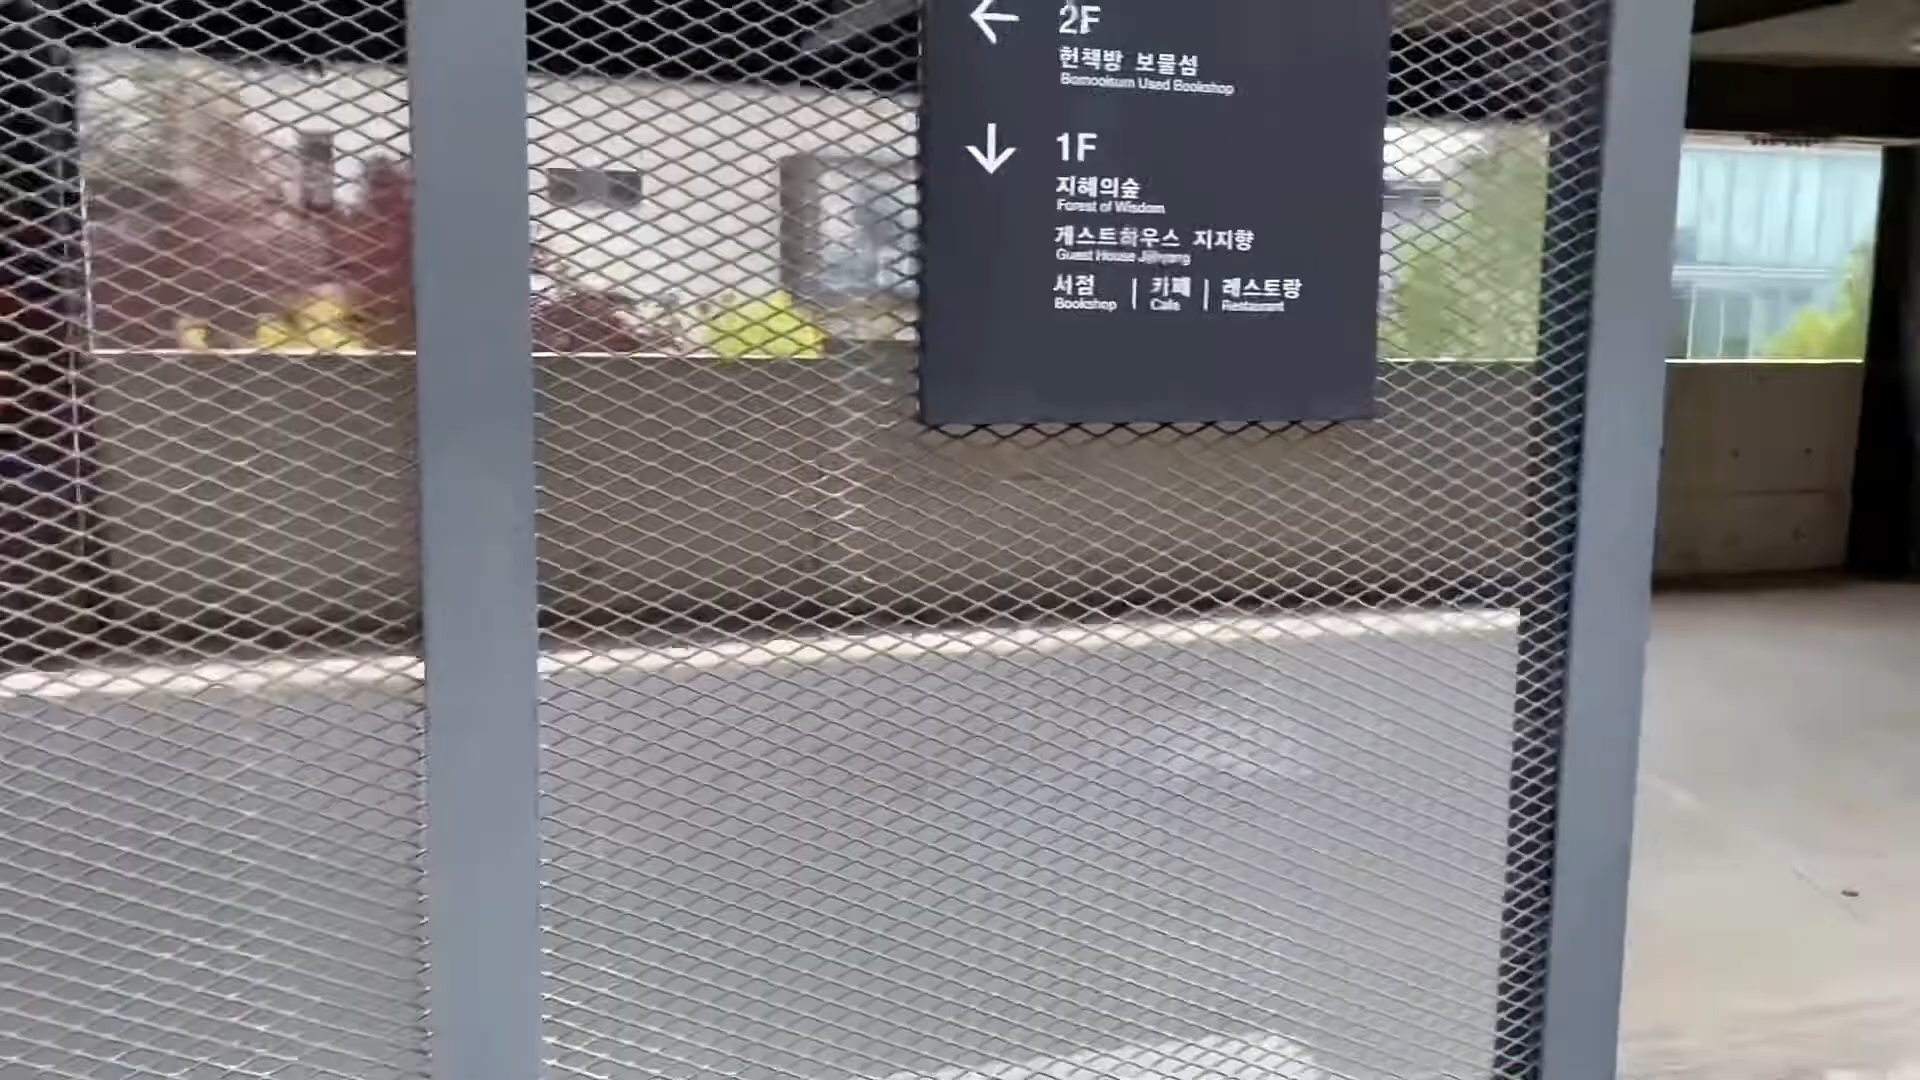 ← 2F
헌책방 보물섬
Bomoolsum Used Bookshop
↓ 1F
지혜의숲
Forest of Wisdom
게스트하우스 지지향
Guest House Jijihyang
서점 | 카페 | 레스토랑
Bookshop | Cafe | Restaurant